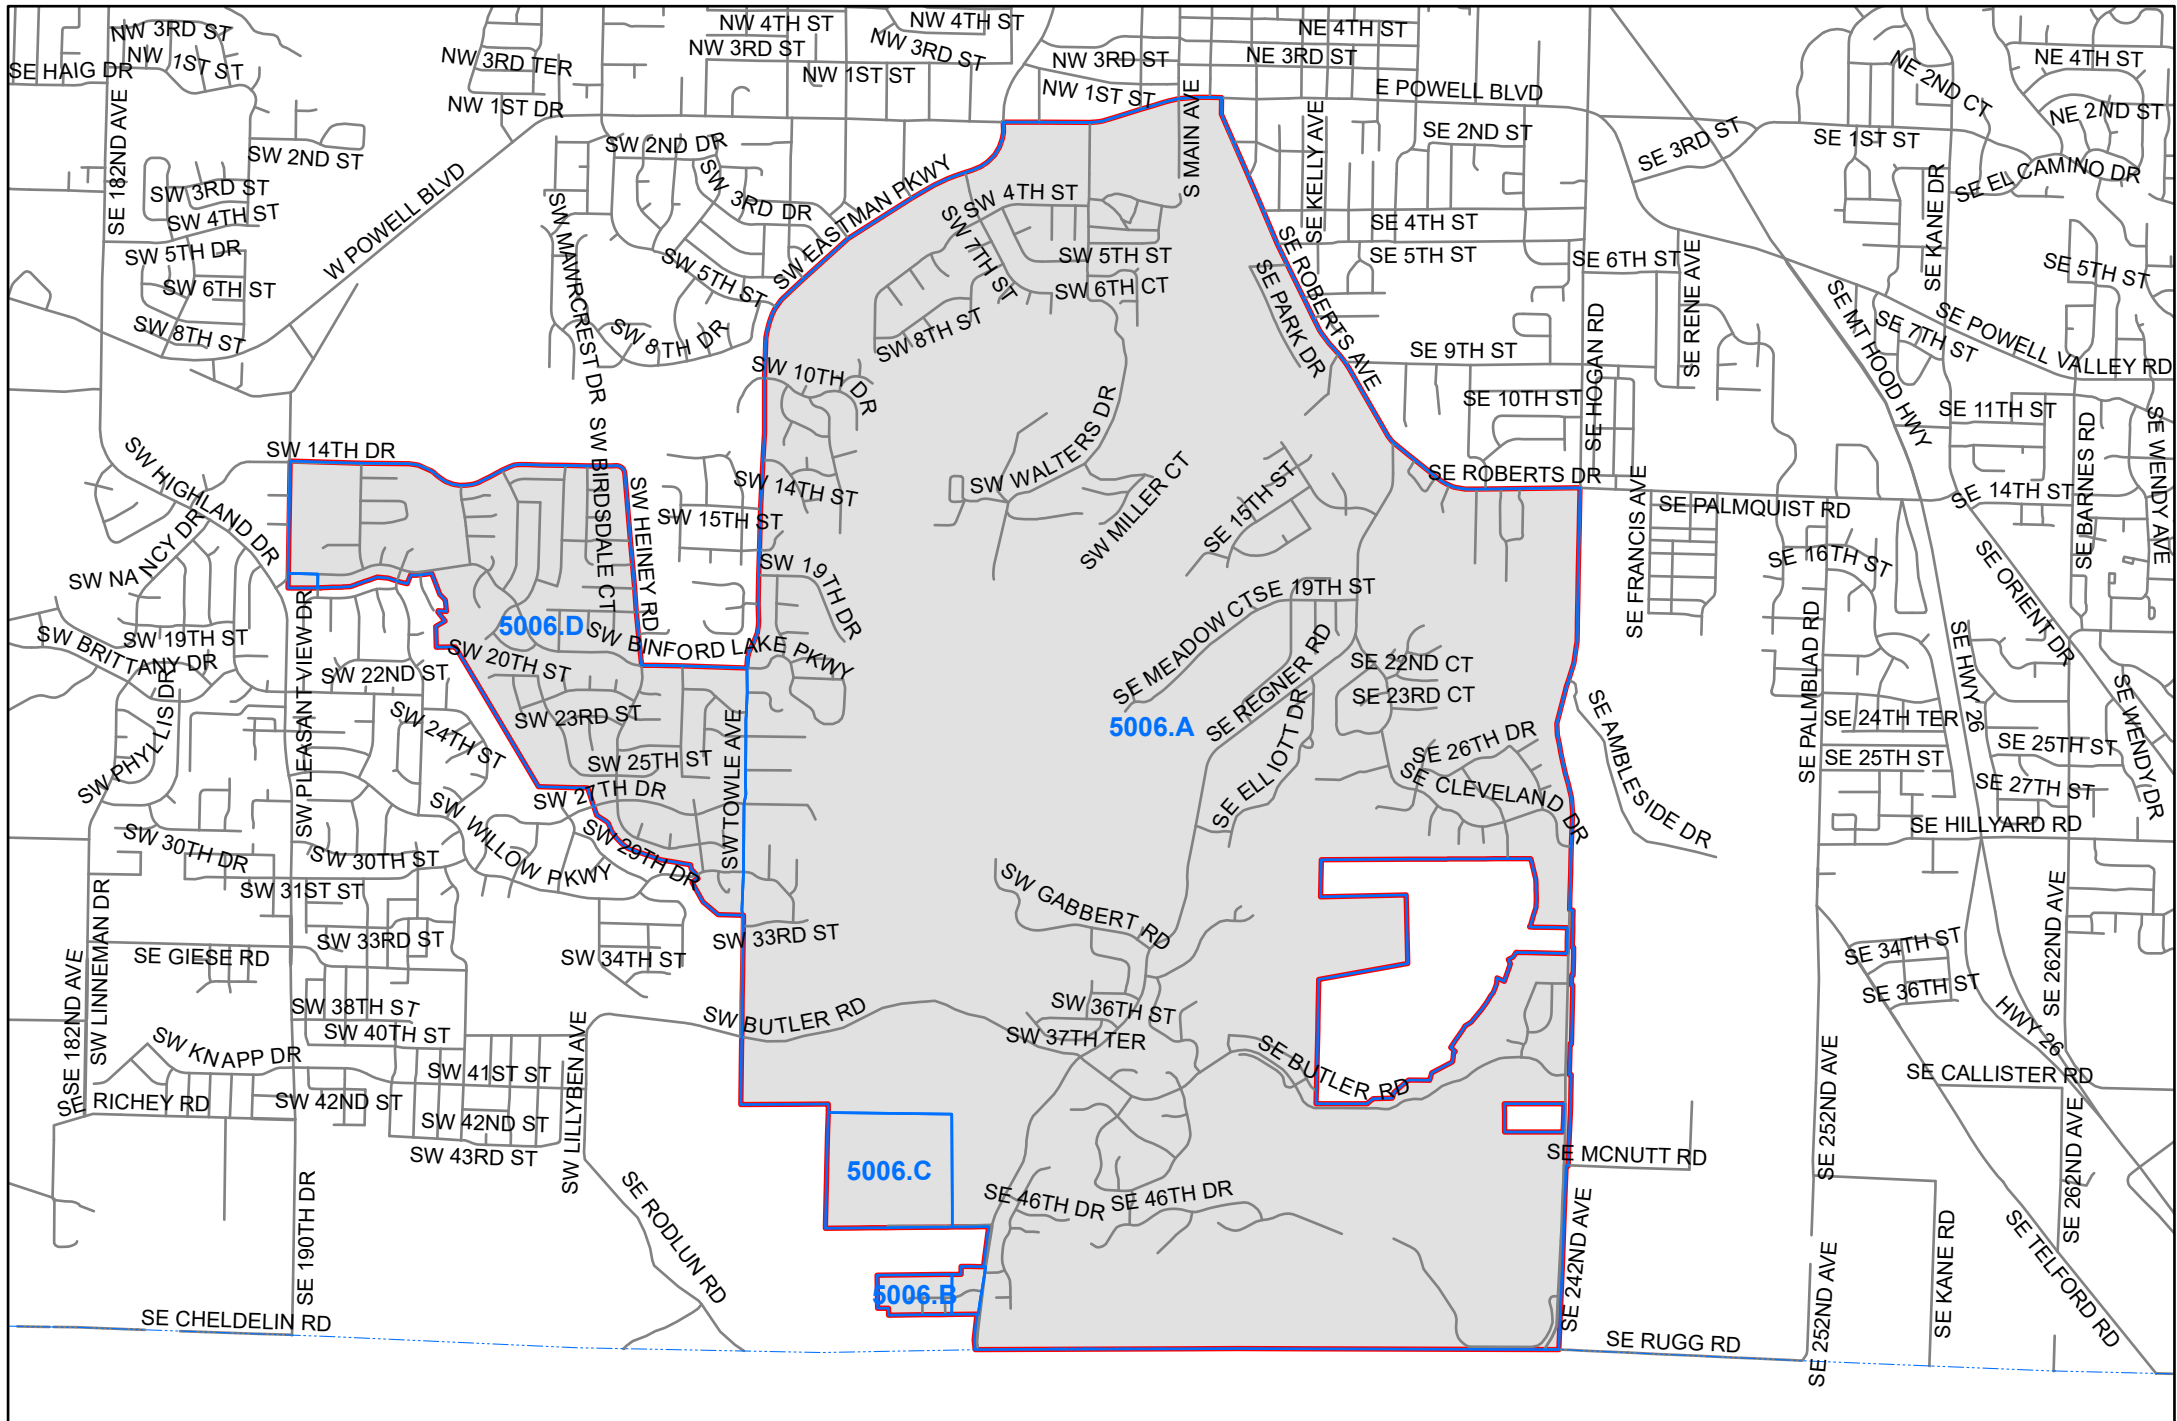 NW 3RD ST
NW 4TH ST
NW 4TH ST
NE 4TH ST
NW 1ST ST
NW 3RD TER
NW 3RD ST
NW 3RD ST
NW 3RD ST
NE 3RD ST
NE 2ND CT
NE 4TH ST
SE HAIG DR
NW 1ST ST
NW 1ST DR
NW 1ST ST
E POWELL BLVD
NE 2ND ST
SE 182ND AVE
SW 2ND ST
SW 2ND DR
S MAIN AVE
SE KELLY AVE
SE 2ND ST
SE 3RD ST
SE 1ST ST
SE EL CAMINO DR
SW 3RD ST
SW 4TH ST
W POWELL BLVD
SW 3RD DR
SW EASTMAN PKWY
SW 4TH ST
SW 7TH ST
SE 4TH ST
SE KANE DR
SW 5TH DR
SW 6TH ST
SW 8TH ST
SW MAWRCREST DR
SW 5TH ST
SW 8TH DR
SW 5TH ST
SW 6TH CT
SW 8TH ST
SE ROBERTS AVE
SE PARK DR
SE 5TH ST
SE 6TH ST
SE RENE AVE
SE 5TH ST
SE MT HOOD HWY
SE 7TH ST
SE POWELL VALLEY RD
SW 10TH DR
SW WALTERS DR
SE 9TH ST
SE 10TH ST
SE HOGAN RD
SE 11TH ST
SE BARNES RD
SE WENDY AVE
SW HIGHLAND DR
SW 14TH DR
SW BIRDSDALE CT
SW HEINEY RD
SW 14TH ST
SW 15TH ST
SW MILLER CT
SE 15TH ST
SE ROBERTS DR
SE FRANCIS AVE
SE PALMQUIST RD
SE 14TH ST
SW NANCY DR
SE 16TH ST
SE ORIENT DR
SW 19TH DR
SE MEADOW CT
SE 19TH ST
SW 19TH ST
SW BRITTANY DR
SW PLEASANT VIEW DR
5006.D
SW BINFORD LAKE PKWY
SW 20TH ST
SW 22ND ST
SE REGNER RD
SE 22ND CT
SE 23RD CT
SE PALMBLAD RD
SE HWY 26
SE WENDY DR
SW PHYLLIS DR
SW 24TH ST
SW 23RD ST
SW 25TH ST
SW TOWLE AVE
5006.A
SE ELLIOTT DR
SE 26TH DR
SE CLEVELAND DR
SE AMBLESIDE DR
SE 24TH TER
SE 25TH ST
SE 25TH ST
SE 27TH ST
SE HILLYARD RD
SW 27TH DR
SW 29TH DR
SW WILLOW PKWY
SW 30TH DR
SW 30TH ST
SW 31ST ST
SW LINNEMAN DR
SW GABBERT RD
SW 33RD ST
SW 33RD ST
SW 34TH ST
SE GIESE RD
SE 182ND AVE
SE 34TH ST
SE 36TH ST
SE 262ND AVE
SW 38TH ST
SW 40TH ST
SW BUTLER RD
SW 36TH ST
SW 37TH TER
SE BUTLER RD
HWY 26
SW KNAPP DR
SW 41ST ST
SW LILLYBEN AVE
SE RICHEY RD
SW 42ND ST
SW 42ND ST
SW 43RD ST
SE 252ND AVE
SE CALLISTER RD
SE 262ND AVE
5006.C
SE MCNUTT RD
SE 190TH DR
SE RODLUN RD
SE 46TH DR
SE 46TH DR
SE 242ND AVE
SE 252ND AVE
SE KANE RD
SE TELFORD RD
5006.B
SE CHELDELIN RD
SE RUGG RD